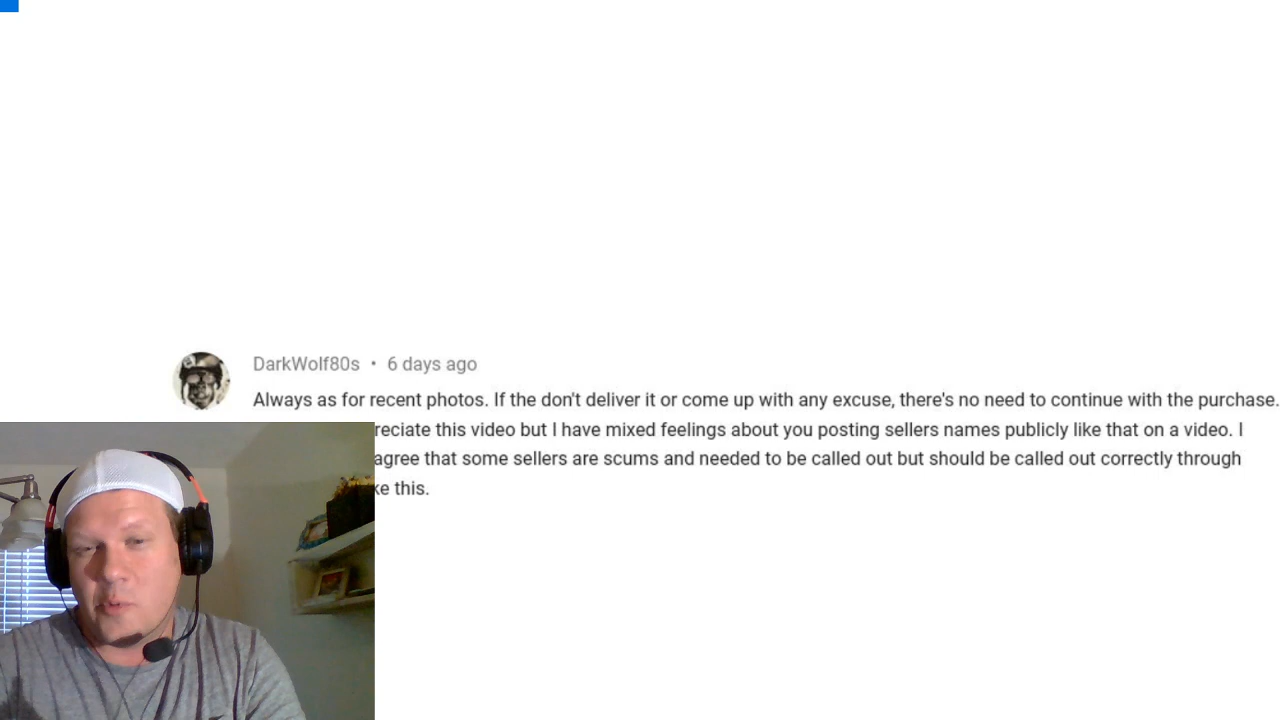 DarkWolf80s • 6 days ago
Always as for recent photos. If the don't deliver it or come up with any excuse, there's no need to continue with the purchase.
reciate this video but I have mixed feelings about you posting sellers names publicly like that on a video. I
agree that some sellers are scums and needed to be called out but should be called out correctly through
ke this.